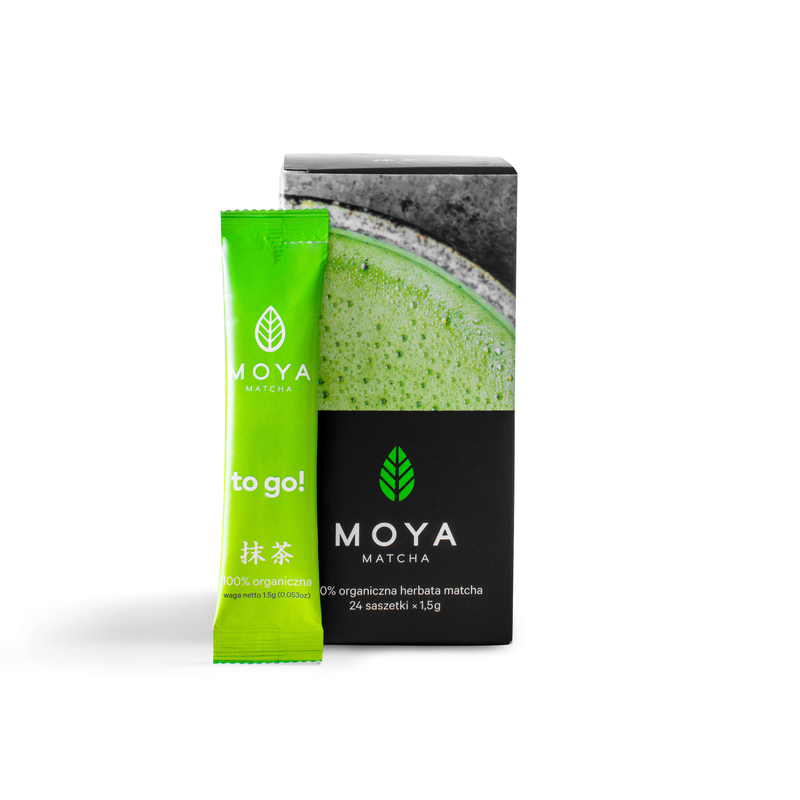 MOYA
MATCHA
to go!
抹茶
100% organiczna
waga netto 1.5g (0.053oz)
MOYA
MATCHA
0% organiczna herbata matcha
24 saszetki × 1,5g